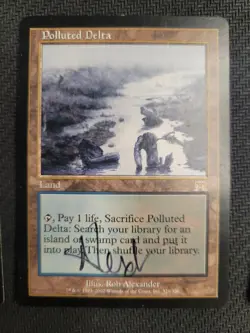 Polluted Delta
Land
, Pay 1 life, Sacrifice Polluted
Delta: Search your library for an
island or swamp card and put it
into play. Then shuffle your library.
Illus. Rob Alexander